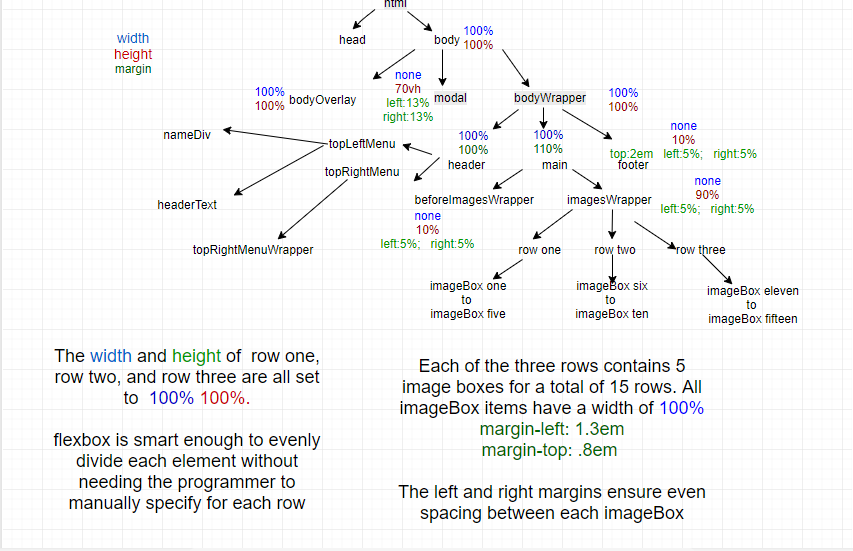 html
width
height
margin
head
body
100%
100%
100%
100%
bodyOverlay
none
70vh
left:13%
right:13%
modal
bodyWrapper
100%
100%
nameDiv
topLeftMenu
100%
100%
header
100%
110%
main
none
10%
top:2em left:5%; right:5%
footer
topRightMenu
headerText
beforeImagesWrapper
none
10%
left:5%; right:5%
imagesWrapper
none
90%
left:5%; right:5%
topRightMenuWrapper
row one
row two
row three
imageBox one
to
imageBox five
imageBox six
to
imageBox ten
imageBox eleven
to
imageBox fifteen
The width and height of row one,
row two, and row three are all set
to 100% 100%.
flexbox is smart enough to evenly
divide each element without
needing the programmer to
manually specify for each row
Each of the three rows contains 5
image boxes for a total of 15 rows. All
imageBox items have a width of 100%
margin-left: 1.3em
margin-top: .8em
The left and right margins ensure even
spacing between each imageBox